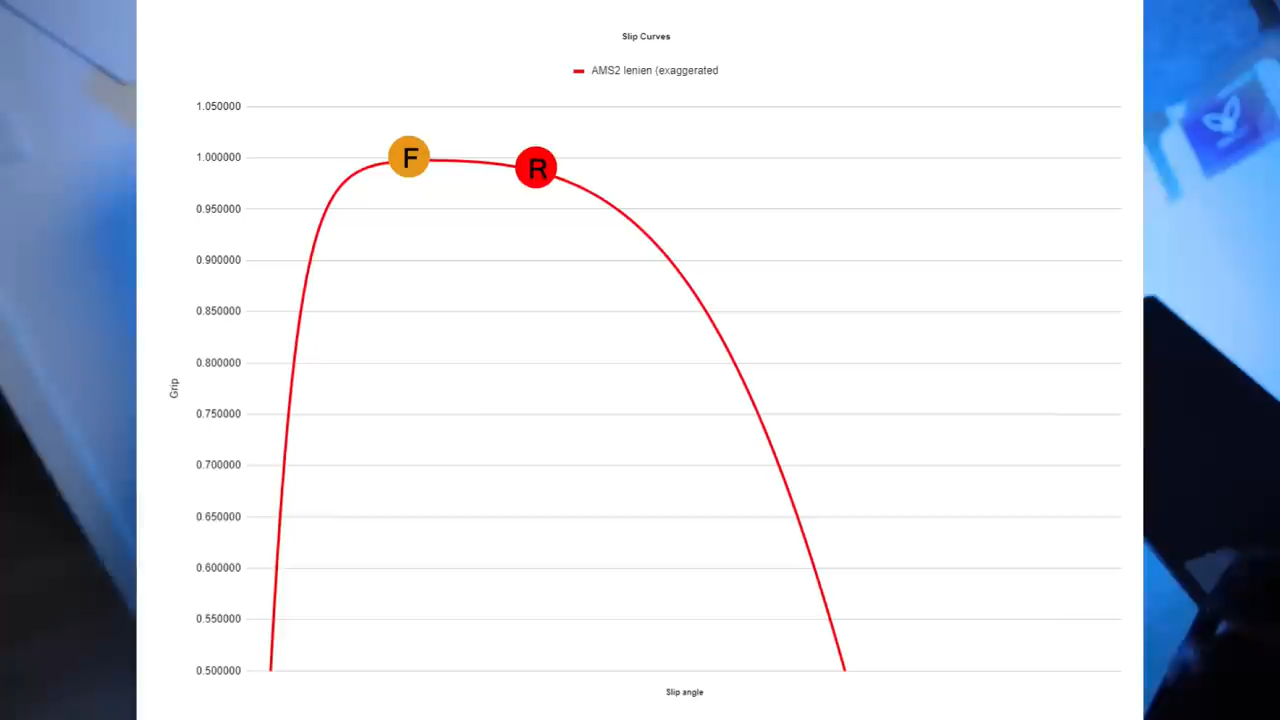 Slip Curves
AMS2 lenien (exaggerated
1.050000
1.000000
F
R
0.950000
0.900000
0.850000
0.800000
Grip
0.750000
0.700000
0.650000
0.600000
0.550000
0.500000
Slip angle